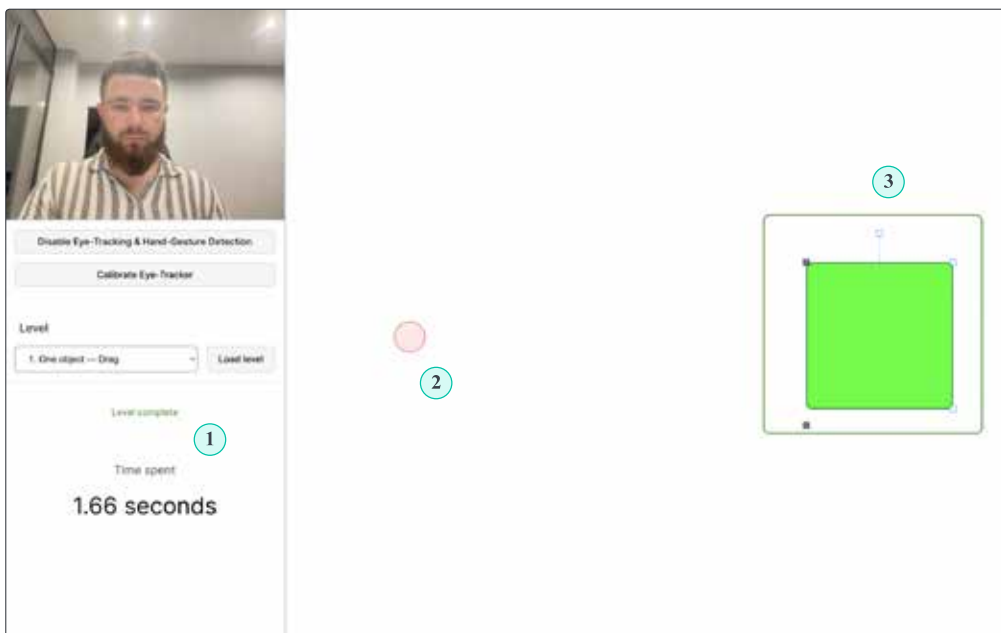 Disable Eye-Tracking & Hand-Gesture Detection
Calibrate Eye-Tracker
Level
1. One object — Drag
Load level
Level complete
1
Time spent
1.66 seconds
2
3